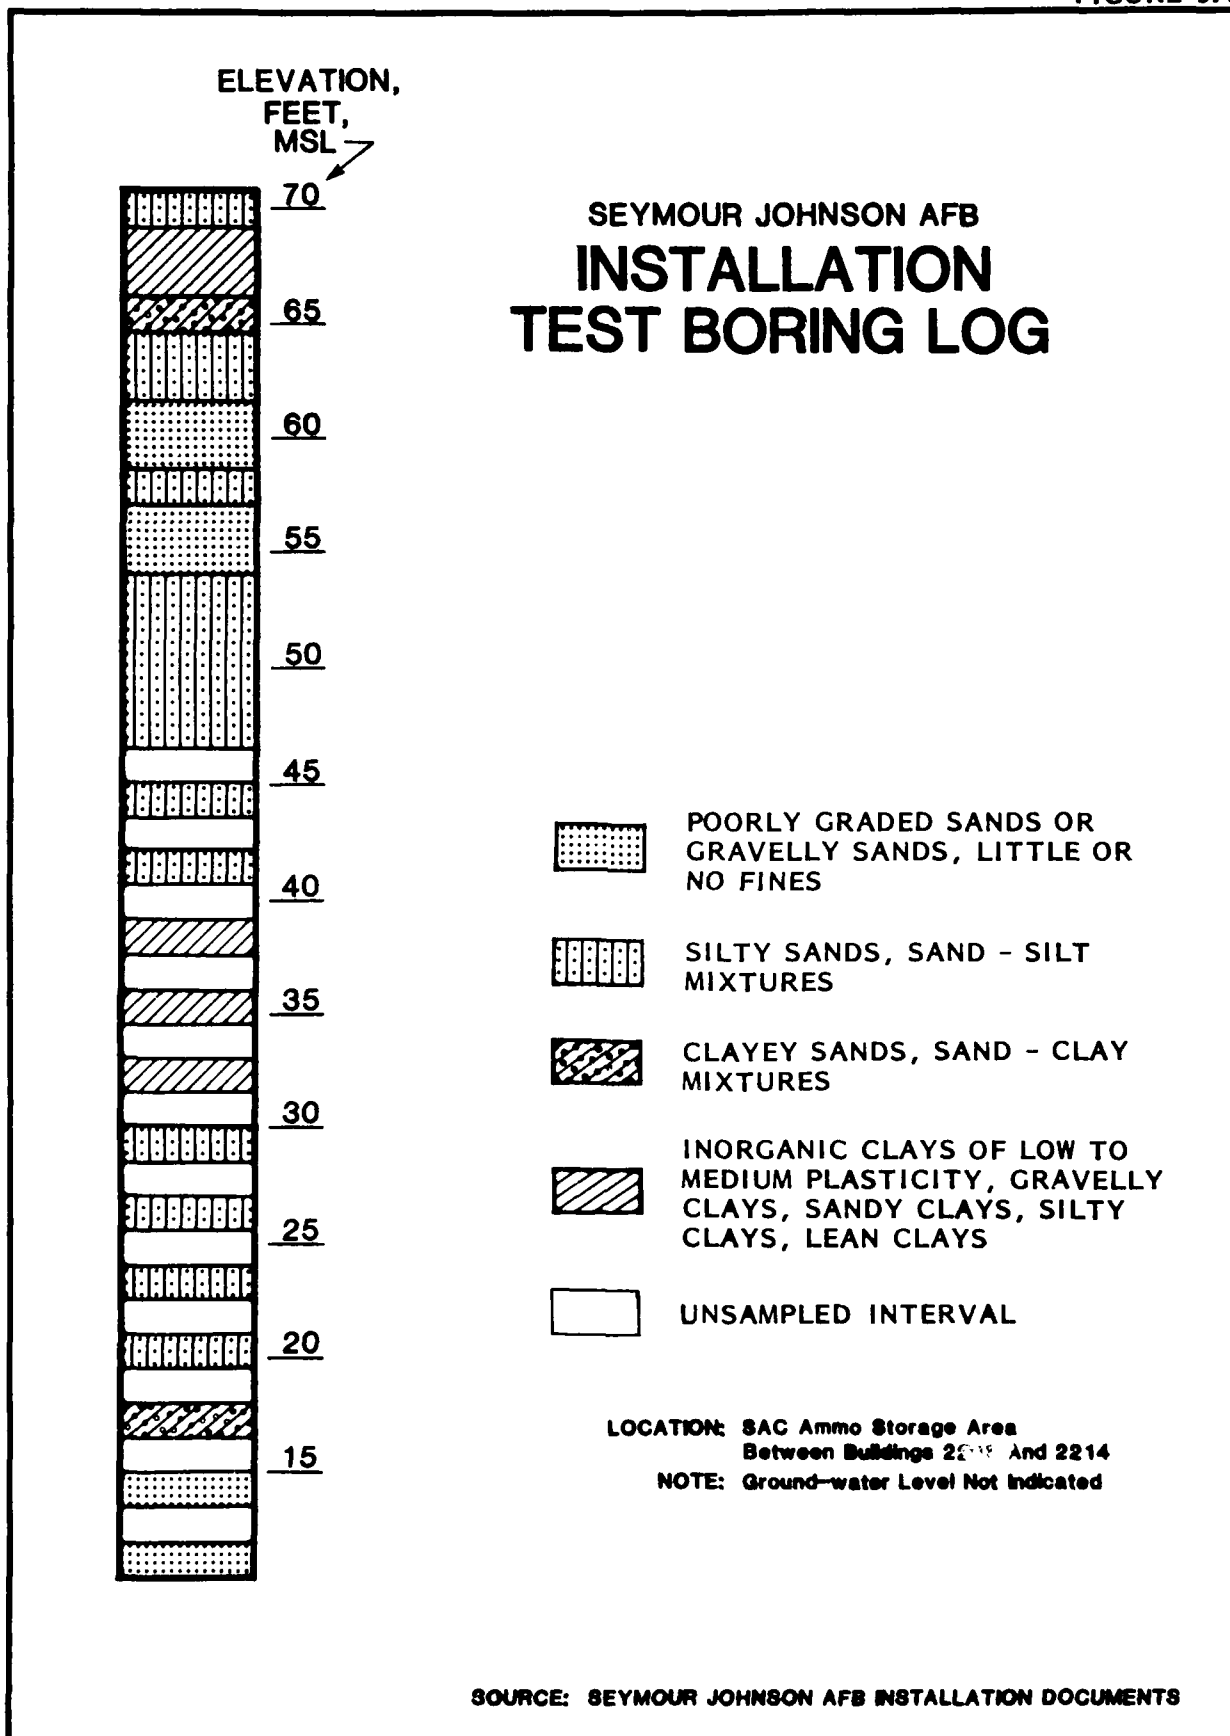 ELEVATION,
FEET,
MSL
70
65
60
55
50
45
40
35
30
25
20
15
SEYMOUR JOHNSON AFB
INSTALLATION
TEST BORING LOG
POORLY GRADED SANDS OR
GRAVELLY SANDS, LITTLE OR
NO FINES
SILTY SANDS, SAND - SILT
MIXTURES
CLAYEY SANDS, SAND - CLAY
MIXTURES
INORGANIC CLAYS OF LOW TO
MEDIUM PLASTICITY, GRAVELLY
CLAYS, SANDY CLAYS, SILTY
CLAYS, LEAN CLAYS
UNSAMPLED INTERVAL
LOCATION: SAC Ammo Storage Area
Between Buildings And 2214
NOTE: Ground-water Level Not Indicated
SOURCE: SEYMOUR JOHNSON AFB INSTALLATION DOCUMENTS